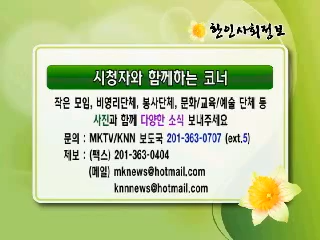 한인사회정보
시청자와 함께하는 코너
작은 모임, 비영리단체, 봉사단체, 문화/교육/예술 단체 등
사진과 함께 다양한 소식 보내주세요
문의 : MKTV/KNN 보도국 201-363-0707 (ext.5)
제보 : (팩스) 201-363-0404
(메일) mknews@hotmail.com
knnnews@hotmail.com